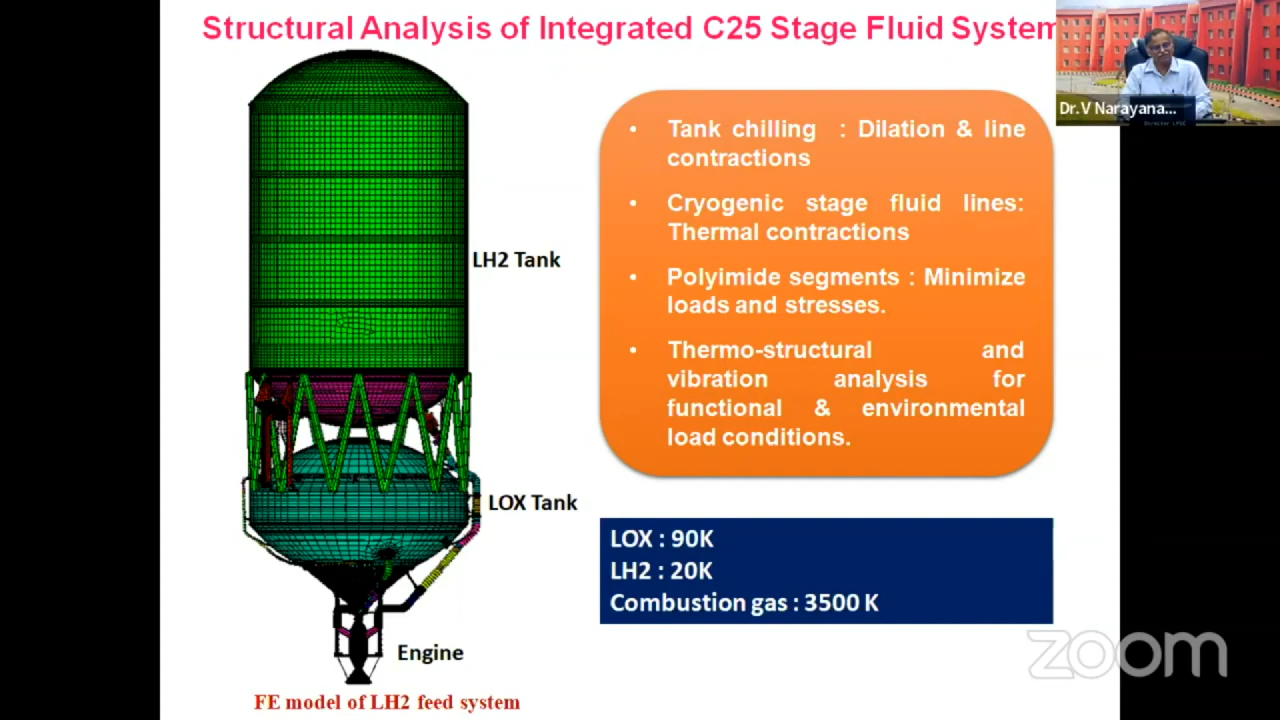 Structural Analysis of Integrated C25 Stage Fluid System
Dr.V Narayana...
Director LPSC
• Tank chilling : Dilation & line
contractions
• Cryogenic stage fluid lines:
Thermal contractions
• Polyimide segments : Minimize
loads and stresses.
• Thermo-structural and
vibration analysis for
functional & environmental
load conditions.
LH2 Tank
LOX Tank
LOX : 90K
LH2 : 20K
Combustion gas : 3500 K
Engine
FE model of LH2 feed system
zoom